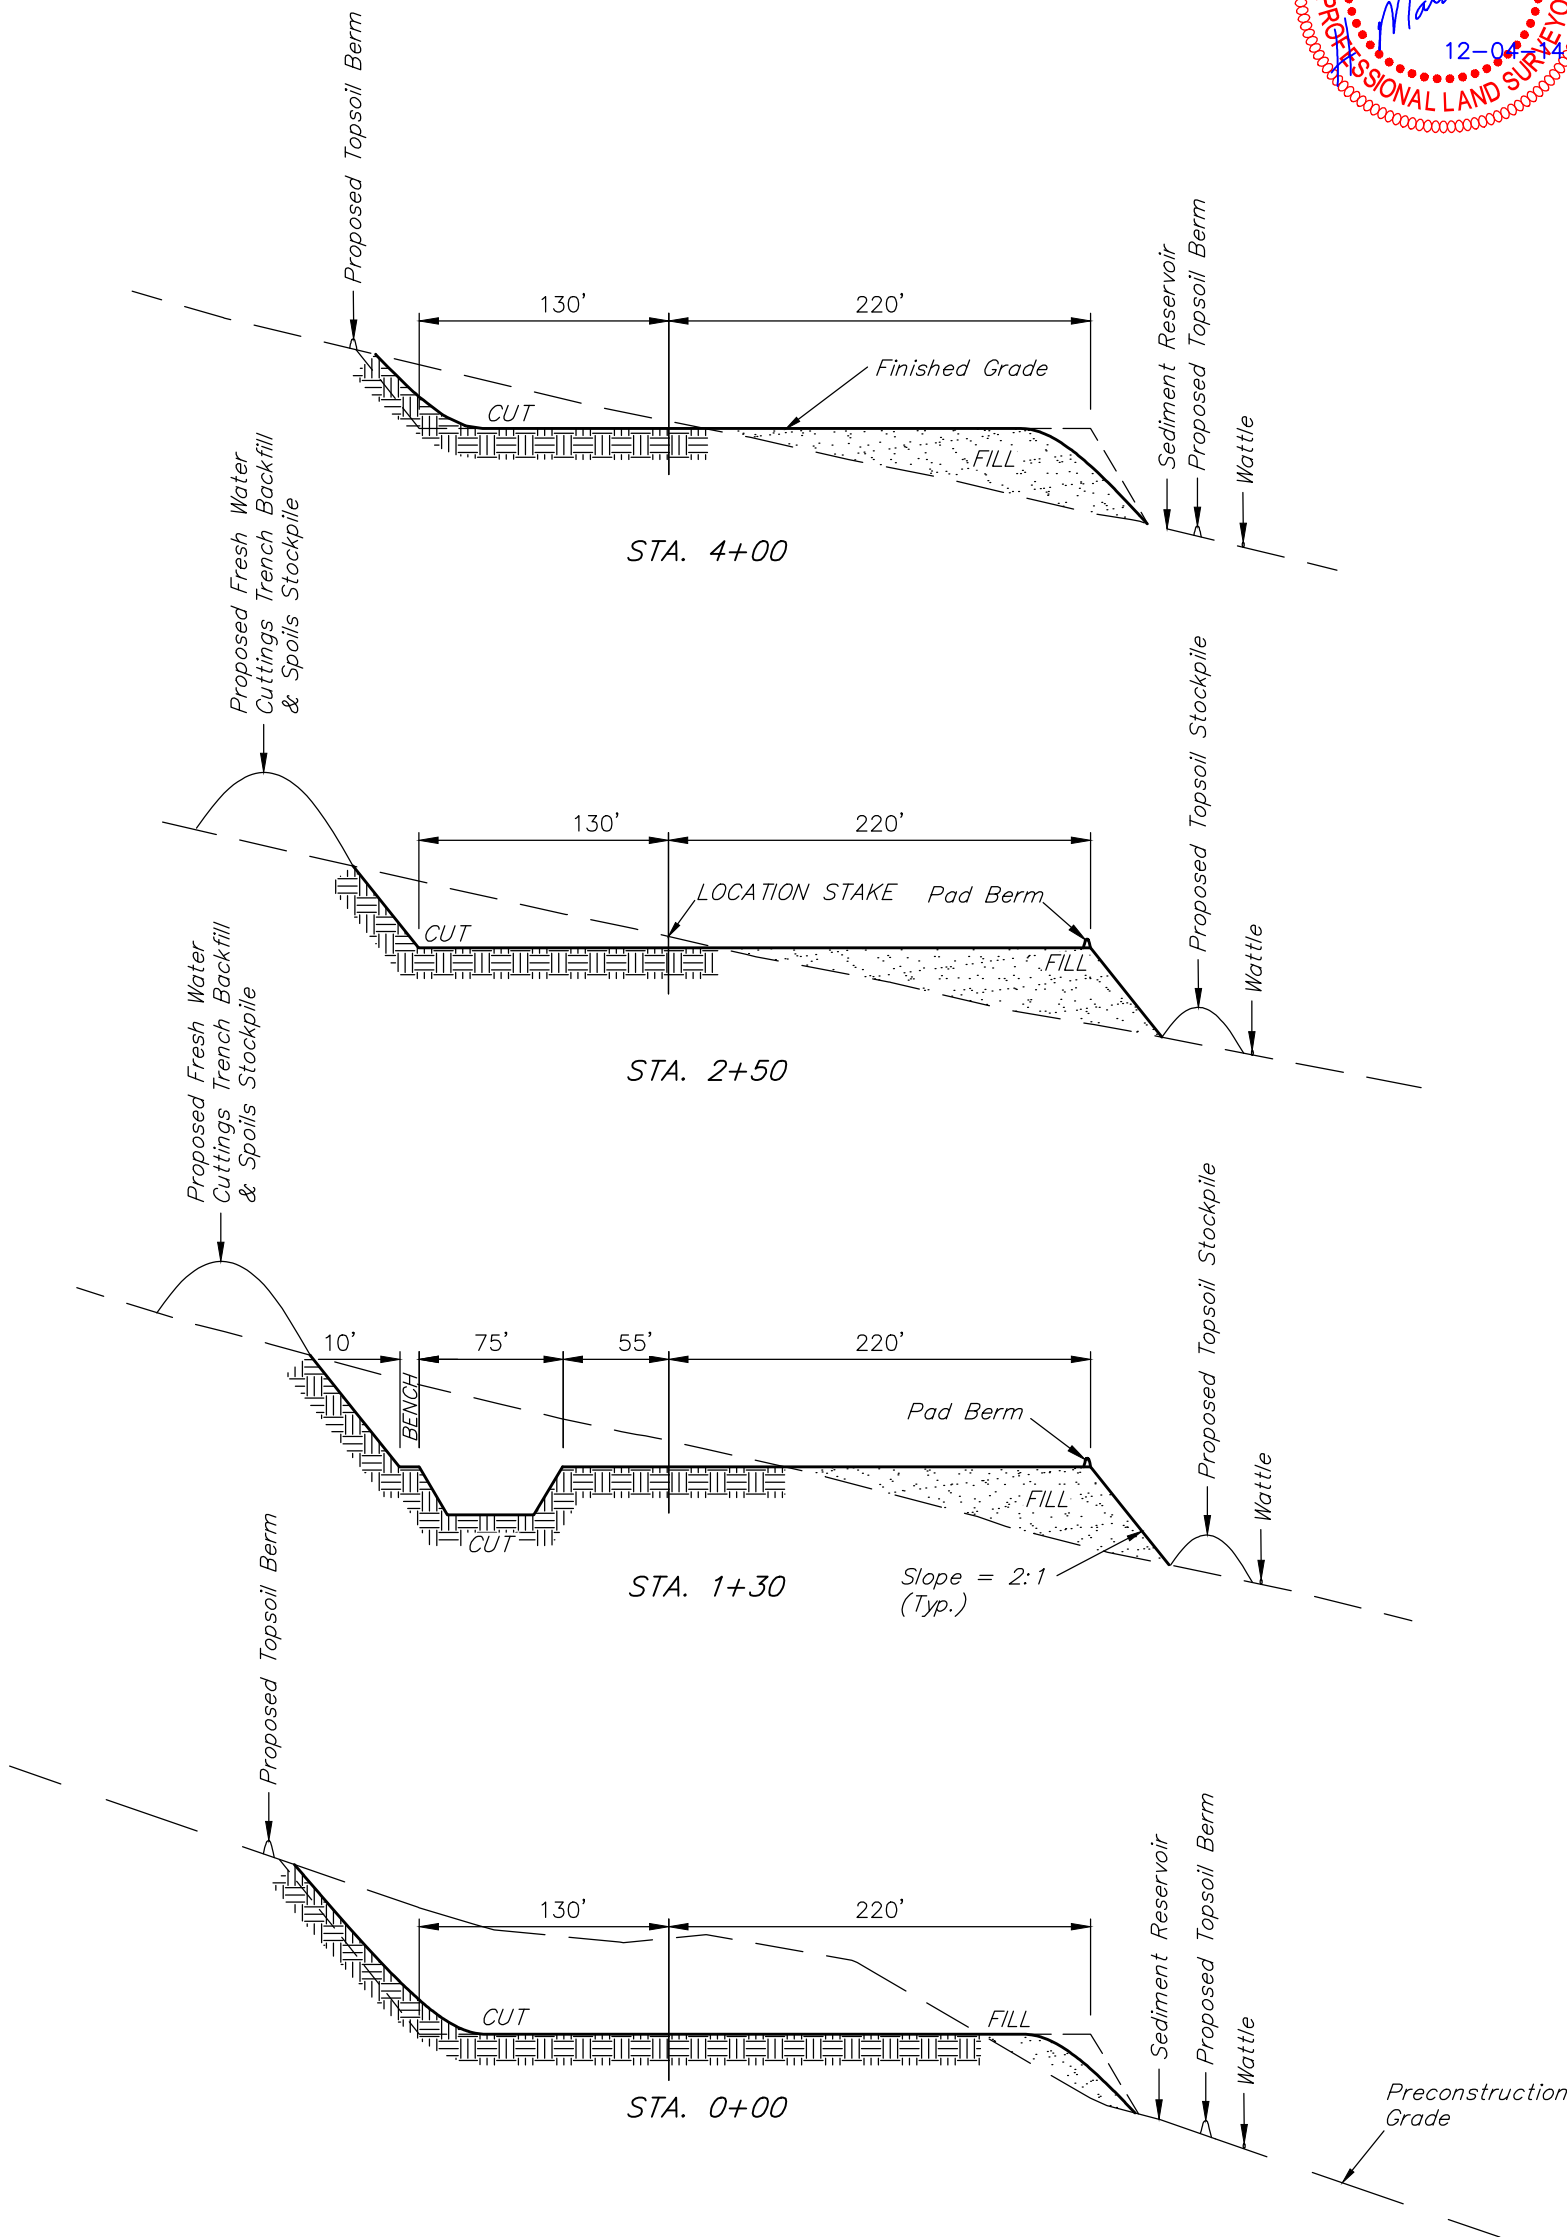 PROFESSIONAL LAND SURVEYO
12-04-14
Proposed Topsoil Berm
130'
220'
Finished Grade
CUT
FILL
Sediment Reservoir
Proposed Topsoil Berm
Wattle
STA. 4+00
Proposed Fresh Water
Cuttings Trench Backfill
& Spoils Stockpile
130'
220'
LOCATION STAKE
Pad Berm
CUT
FILL
Proposed Topsoil Stockpile
Wattle
STA. 2+50
Proposed Fresh Water
Cuttings Trench Backfill
& Spoils Stockpile
10'
75'
55'
220'
BENCH
Pad Berm
CUT
FILL
Slope = 2:1
(Typ.)
Proposed Topsoil Stockpile
Wattle
STA. 1+30
Proposed Topsoil Berm
130'
220'
CUT
FILL
Sediment Reservoir
Proposed Topsoil Berm
Wattle
STA. 0+00
Preconstruction
Grade